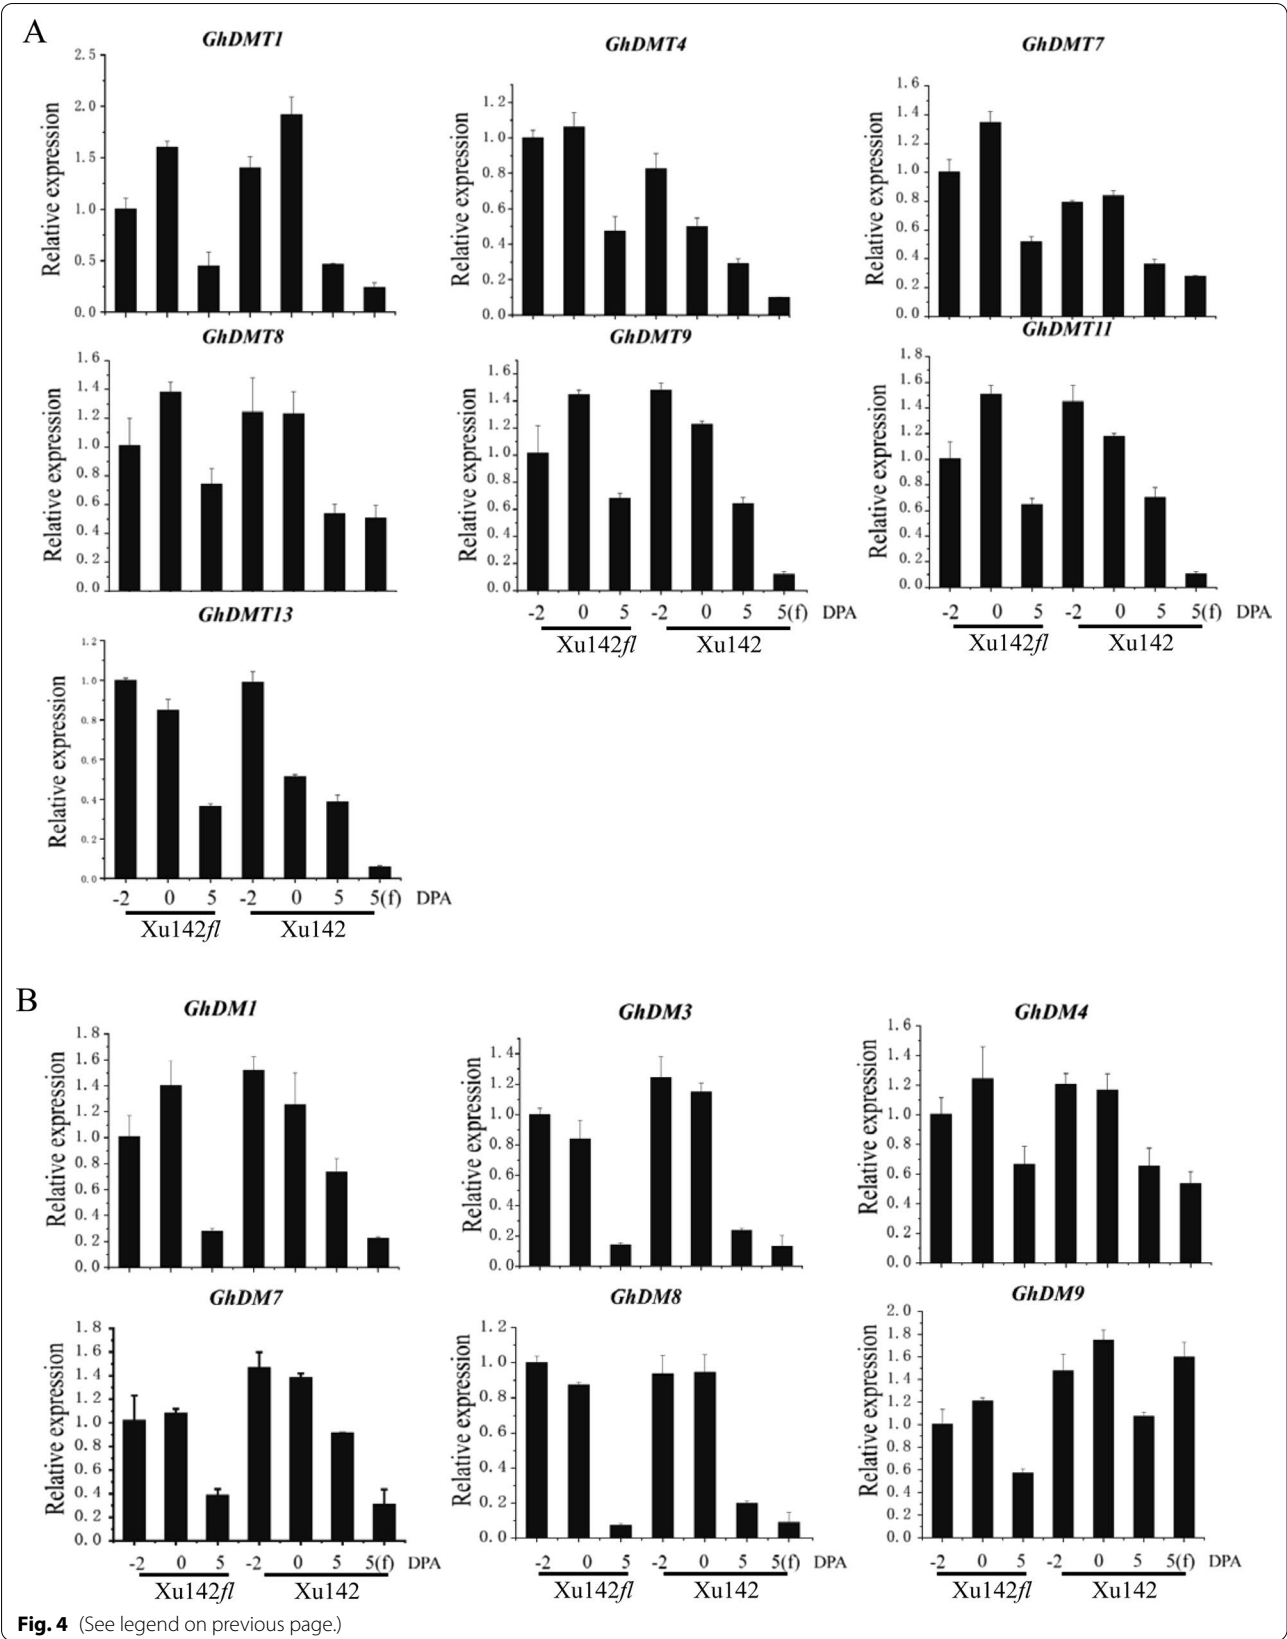 A
GhDMT1
Relative expression
2.5
2.0
1.5
1.0
0.5
0.0
GhDMT4
Relative expression
1.2
1.0
0.8
0.6
0.4
0.2
0.0
GhDMT7
Relative expression
1.6
1.4
1.2
1.0
0.8
0.6
0.4
0.2
0.0
GhDMT8
Relative expression
1.6
1.4
1.2
1.0
0.8
0.6
0.4
0.2
0.0
GhDMT9
Relative expression
1.6
1.4
1.2
1.0
0.8
0.6
0.4
0.2
0.0
-2 0 5 -2 0 5 5(f) DPA
Xu142fl Xu142
GhDMT11
Relative expression
1.8
1.6
1.4
1.2
1.0
0.8
0.6
0.4
0.2
0.0
-2 0 5 -2 0 5 5(f) DPA
Xu142fl Xu142
GhDMT13
Relative expression
1.2
1.0
0.8
0.6
0.4
0.2
0.0
-2 0 5 -2 0 5 5(f) DPA
Xu142fl Xu142
B
GhDM1
Relative expression
1.8
1.6
1.4
1.2
1.0
0.8
0.6
0.4
0.2
0.0
GhDM3
Relative expression
1.4
1.2
1.0
0.8
0.6
0.4
0.2
0.0
GhDM4
Relative expression
1.6
1.4
1.2
1.0
0.8
0.6
0.4
0.2
0.0
GhDM7
Relative expression
1.8
1.6
1.4
1.2
1.0
0.8
0.6
0.4
0.2
0.0
-2 0 5 -2 0 5 5(f) DPA
Xu142fl Xu142
GhDM8
Relative expression
1.2
1.0
0.8
0.6
0.4
0.2
0.0
-2 0 5 -2 0 5 5(f) DPA
Xu142fl Xu142
GhDM9
Relative expression
2.0
1.8
1.6
1.4
1.2
1.0
0.8
0.6
0.4
0.2
0.0
-2 0 5 -2 0 5 5(f) DPA
Xu142fl Xu142
Fig. 4 (See legend on previous page.)